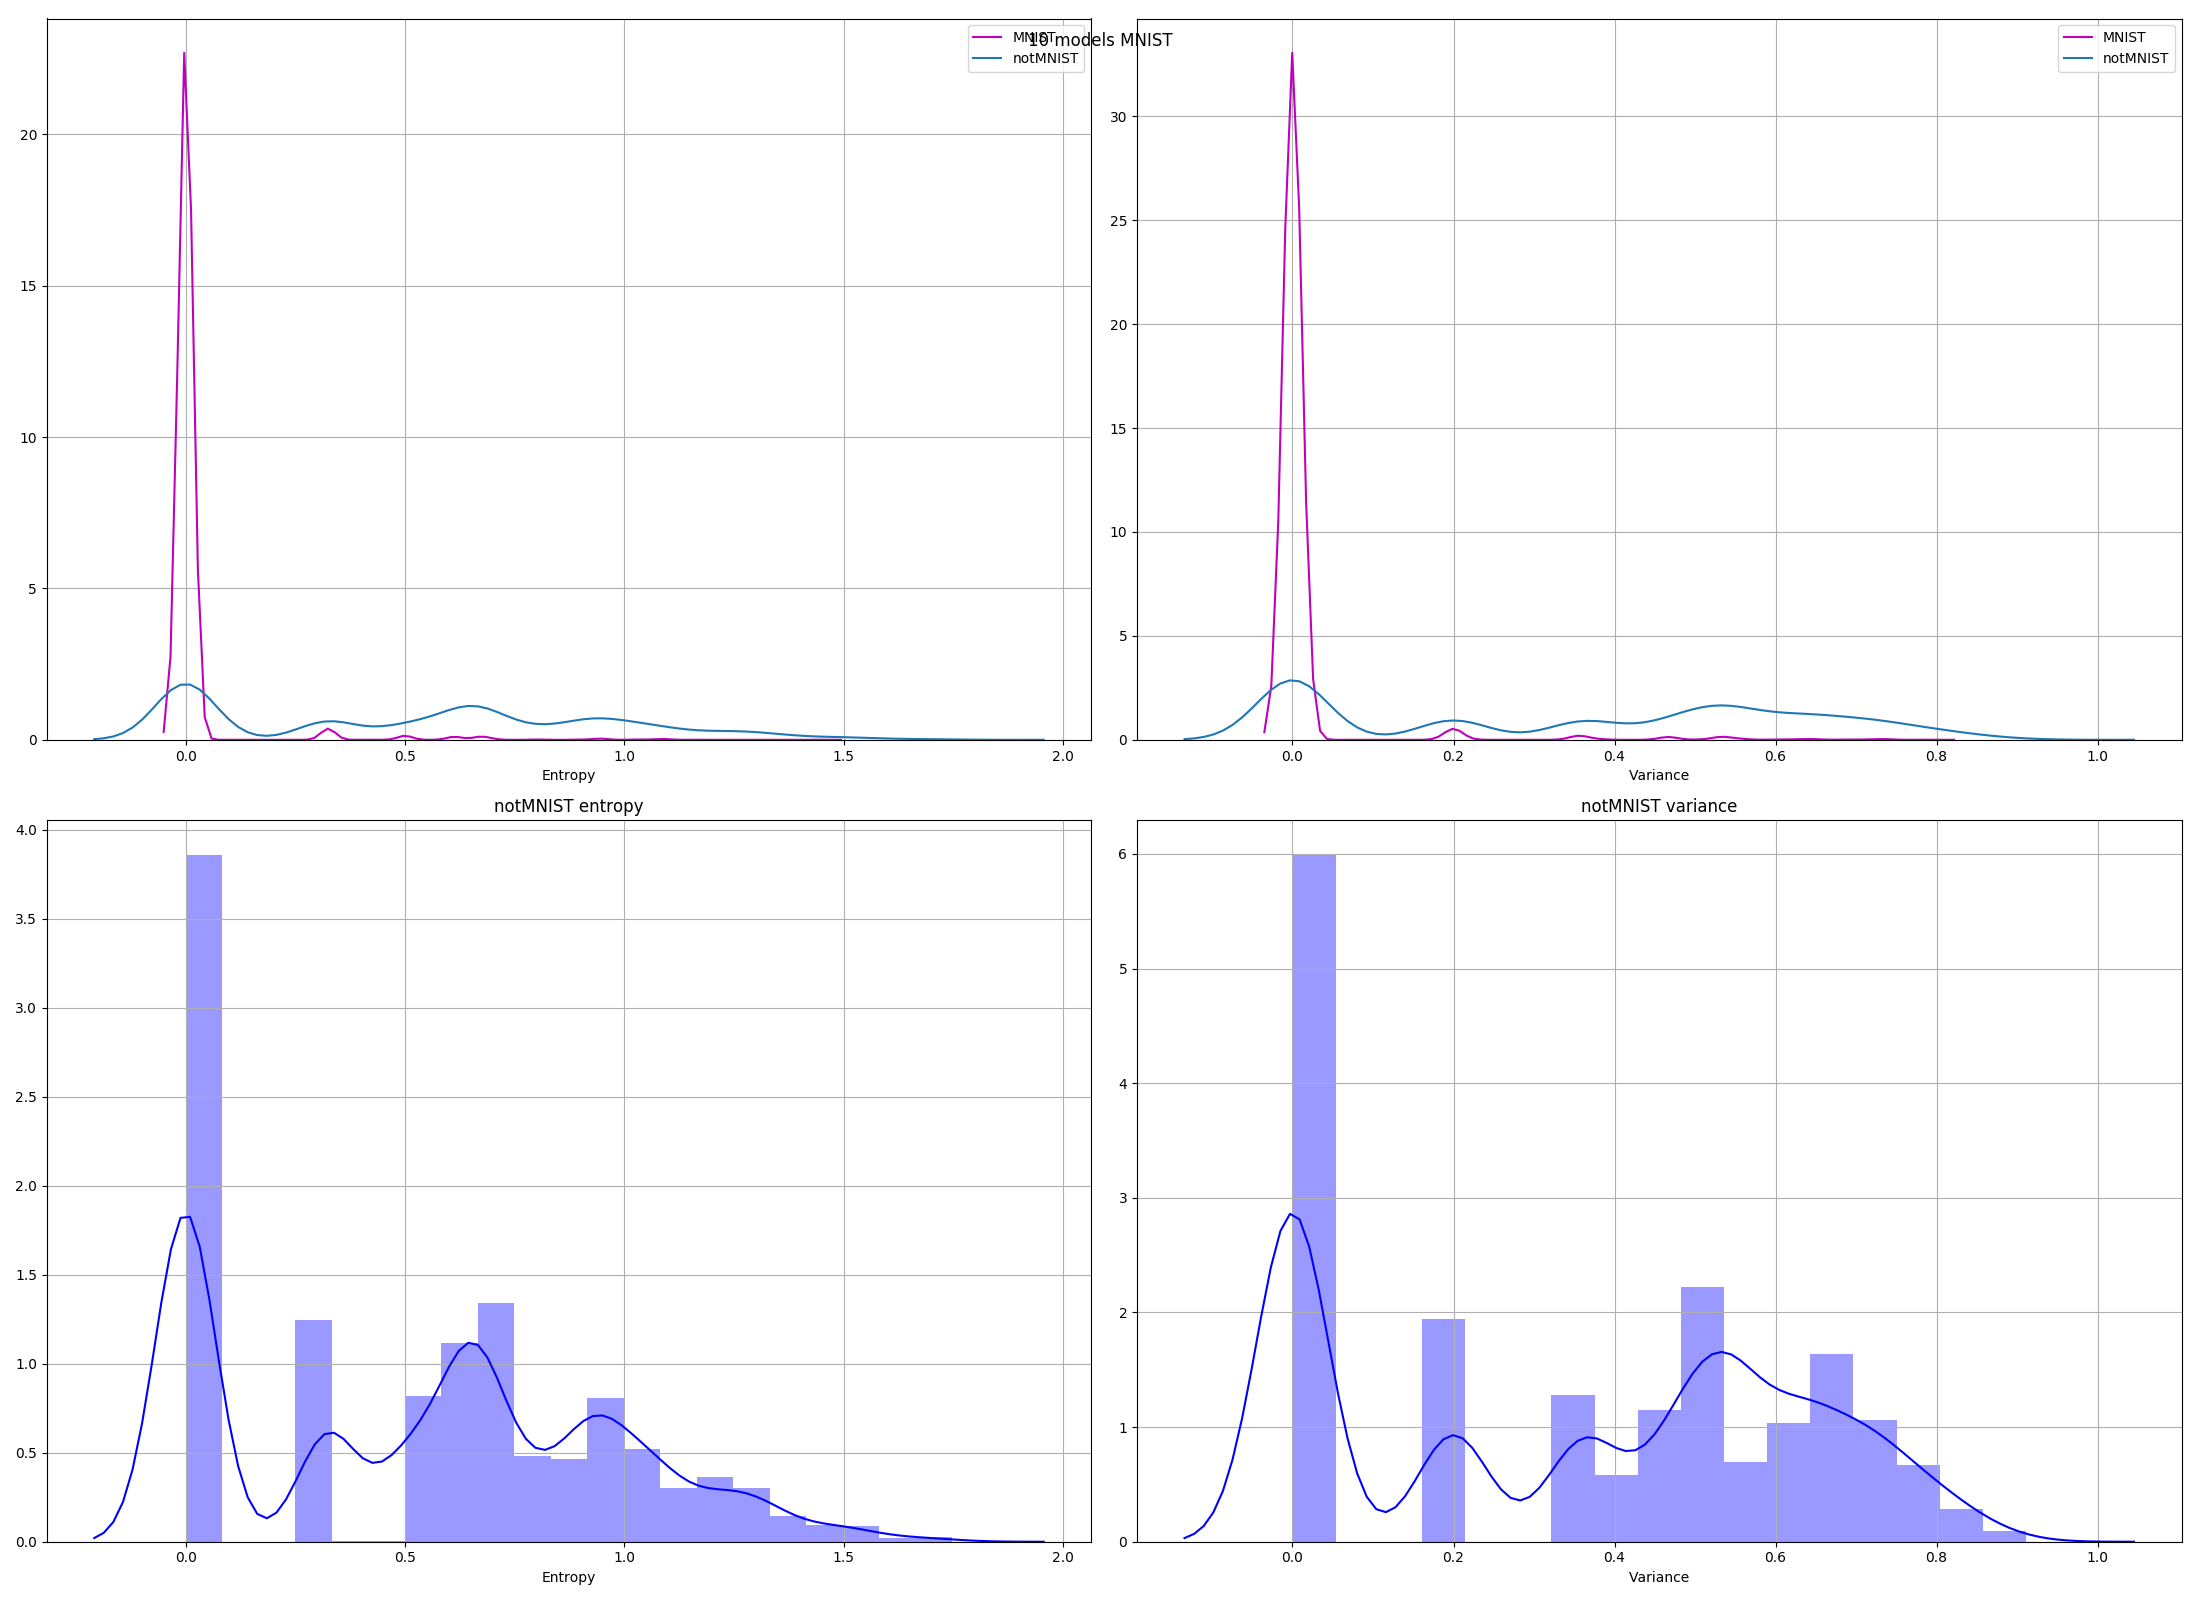 10 models MNIST
MNIST
notMNIST
20
15
10
5
0
0.0 0.5 1.0 1.5 2.0
Entropy
MNIST
notMNIST
30
25
20
15
10
5
0
0.0 0.2 0.4 0.6 0.8 1.0
Variance
notMNIST entropy
4.0
3.5
3.0
2.5
2.0
1.5
1.0
0.5
0.0
0.0 0.5 1.0 1.5 2.0
Entropy
notMNIST variance
6
5
4
3
2
1
0
0.0 0.2 0.4 0.6 0.8 1.0
Variance